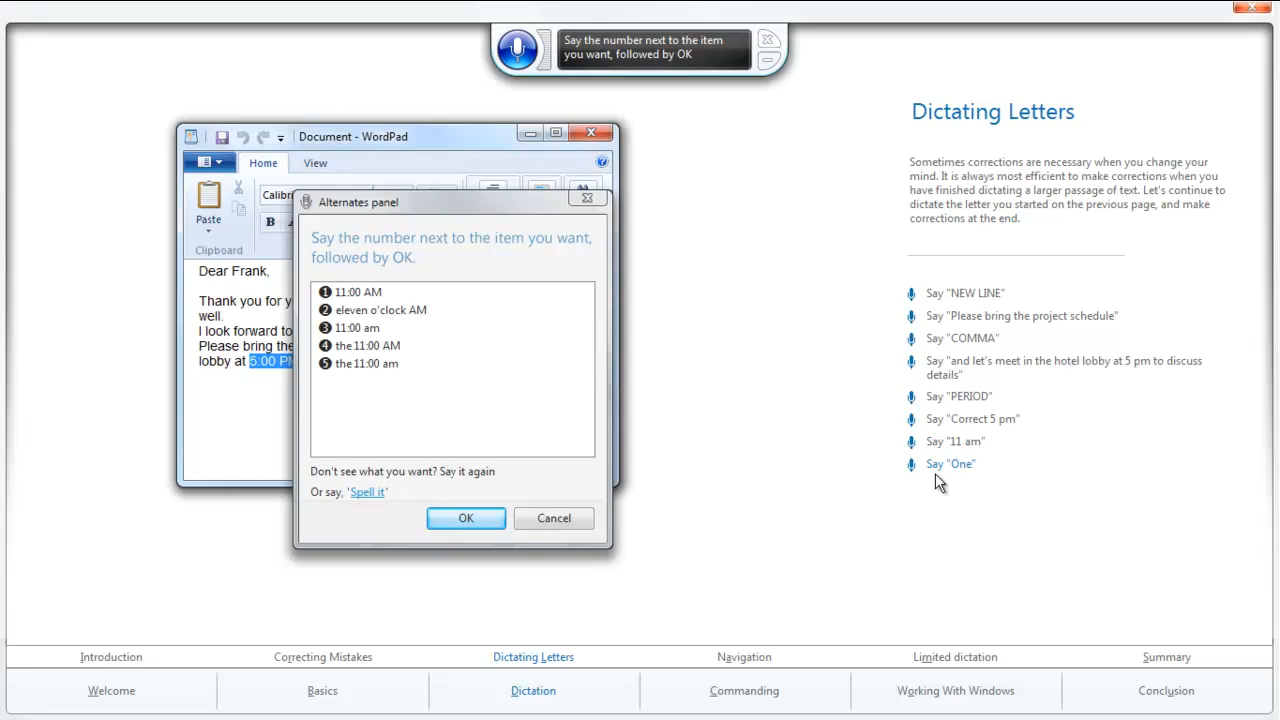 Say the number next to the item
you want, followed by OK
Document - WordPad
Home
View
Calibri
Paste
B
Clipboard
Dear Frank,
Thank you for y
well.
I look forward to
Please bring the
lobby at 5:00 PM
Alternates panel
Say the number next to the item you want,
followed by OK.
1 11:00 AM
2 eleven o'clock AM
3 11:00 am
4 the 11:00 AM
5 the 11:00 am
Don't see what you want? Say it again
Or say, 'Spell it'
OK
Cancel
Dictating Letters
Sometimes corrections are necessary when you change your
mind. It is always most efficient to make corrections when you
have finished dictating a larger passage of text. Let's continue to
dictate the letter you started on the previous page, and make
corrections at the end.
Say "NEW LINE"
Say "Please bring the project schedule"
Say "COMMA"
Say "and let's meet in the hotel lobby at 5 pm to discuss
details"
Say "PERIOD"
Say "Correct 5 pm"
Say "11 am"
Say "One"
Introduction
Correcting Mistakes
Dictating Letters
Navigation
Limited dictation
Summary
Welcome
Basics
Dictation
Commanding
Working With Windows
Conclusion